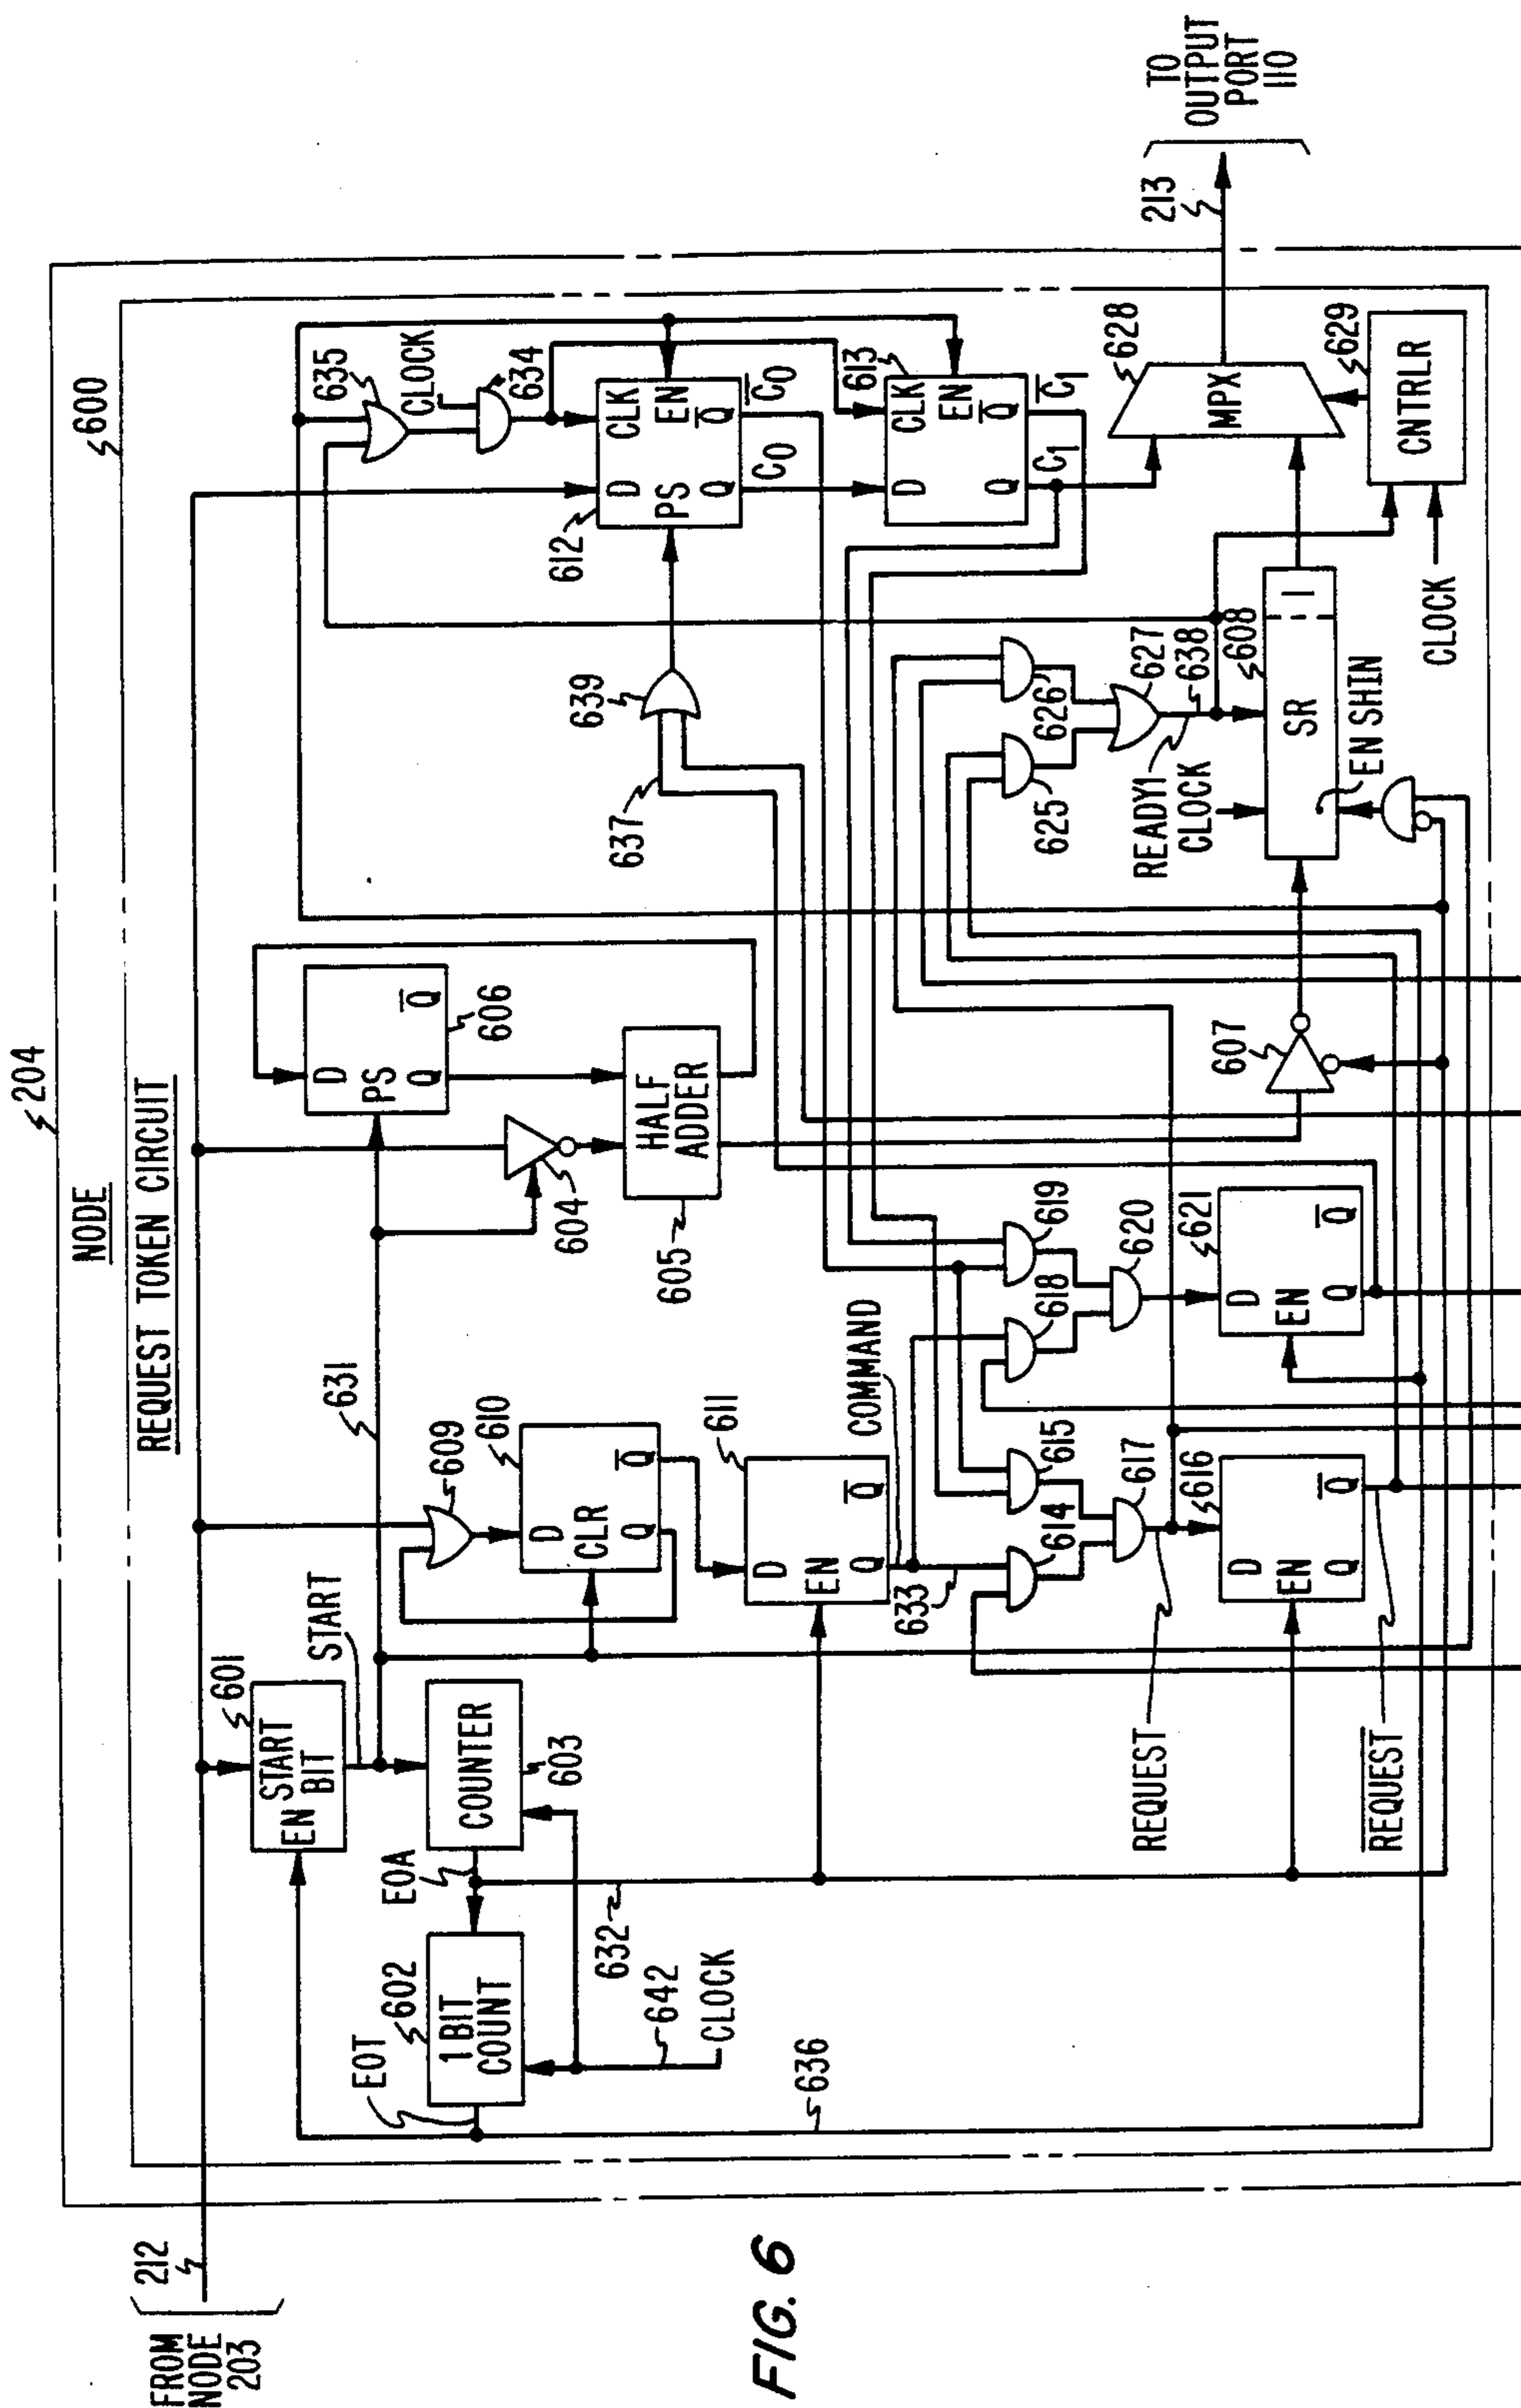 204
NODE
600
REQUEST TOKEN CIRCUIT
FROM
NODE
203
212
601
START
BIT
EN
START
631
EOT
602
1 BIT
COUNT
EOA
COUNTER
603
632
642
CLOCK
636
609
D
610
CLR
Q
Q̅
D
611
EN
Q
Q̅
COMMAND
633
614
615
617
REQUEST
D
616
EN
Q
Q̅
R̅E̅Q̅U̅E̅S̅T̅
618
619
620
D
621
EN
Q
Q̅
604
605
HALF
ADDER
D
PS
Q
Q̅
606
607
635
CLOCK
634
612
D
CLK
PS
EN
Q
Q̅
C0
C̅0
639
637
613
D
CLK
EN
Q
Q̅
C1
C̅1
625
626
627
READY1
638
CLOCK
608
SR
1
EN SHIN
628
MPX
629
CNTRLR
CLOCK
213
TO
OUTPUT
PORT
110
FIG. 6